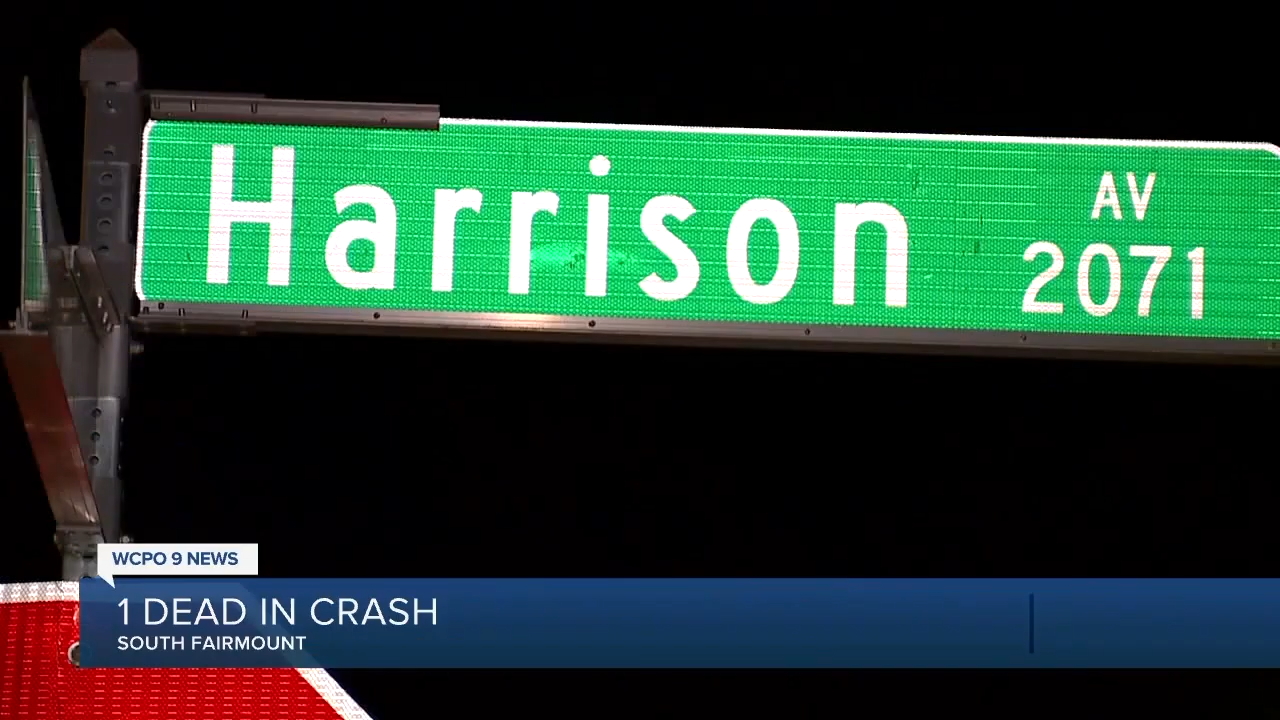 Harrison
AV
2071
WCPO 9 NEWS
1 DEAD IN CRASH
SOUTH FAIRMOUNT